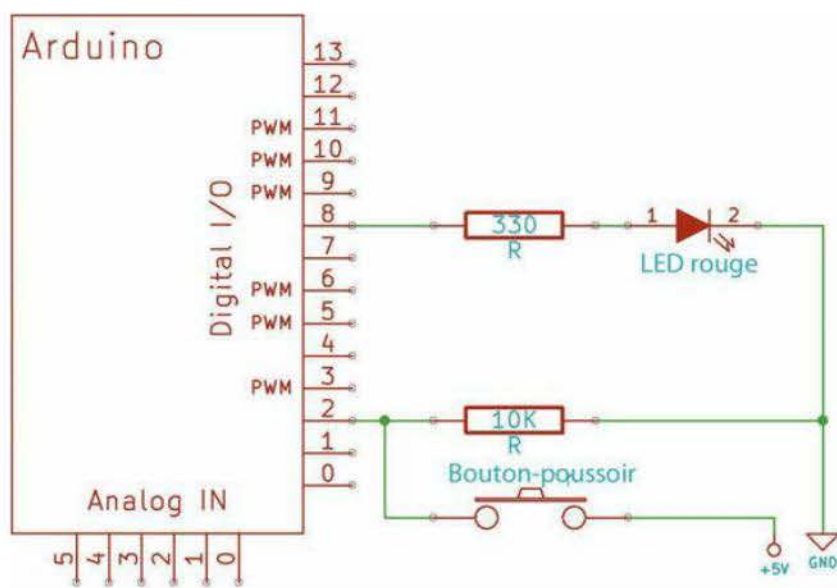 Arduino
13
12
PWM 11
PWM 10
PWM 9
8
7
PWM 6
PWM 5
4
PWM 3
2
1
0
Digital I/O
Analog IN
5 4 3 2 1 0
330
R
1 2
LED rouge
10K
R
Bouton-poussoir
+5V
GND